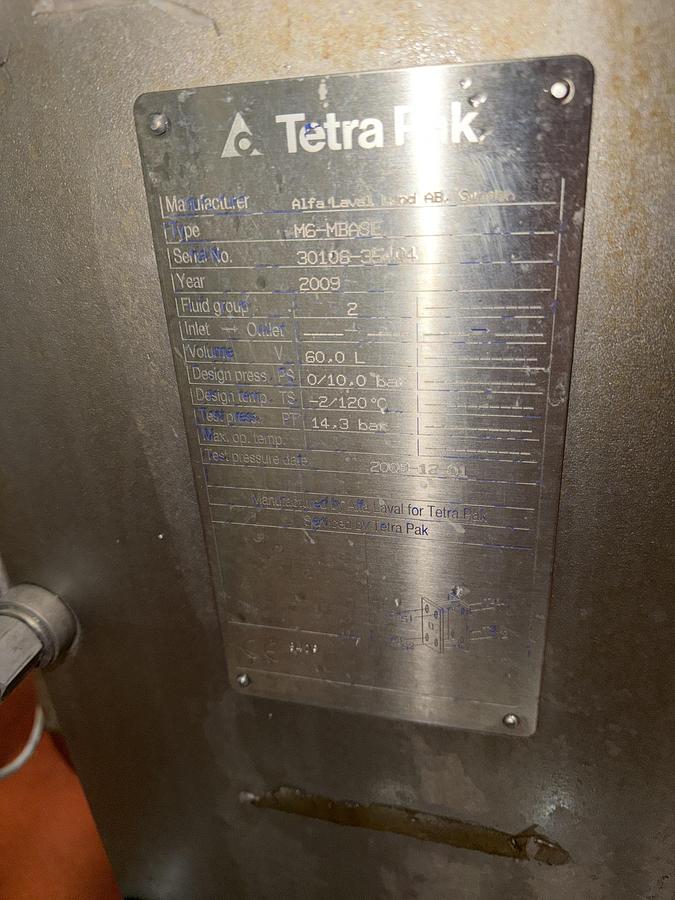 Tetra Pak
Manufacturer Alfa Laval Lund AB, Sweden
Type M6-MBASE
Serial No.
Year 2009
Fluid group 2
Inlet → Outlet
Volume V 60.0 L
Design press. PS 0/10.0 bar
Design temp. TS -2/120 °C
Test press. PT 14.3 bar
Max. op. temp.
Test pressure date 2009-12-01
Manufactured by Alfa Laval for Tetra Pak
Serviced by Tetra Pak
CE